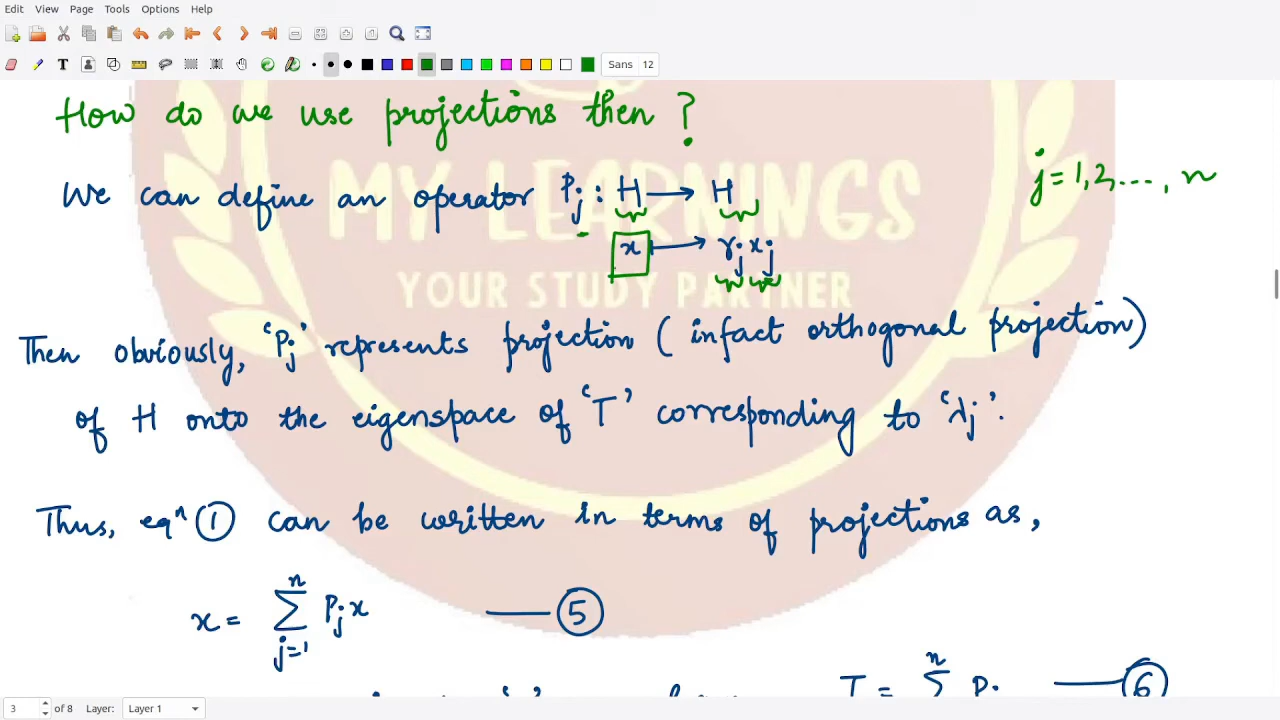 Edit View Page Tools Options Help
Sans 12
How do we use projections then ?
We can define an operator Pj : H → H
j = 1, 2, ..., n
x → γj xj
MY LEARNINGS
YOUR STUDY PARTNER
Then obviously, 'Pj' represents projection ( infact orthogonal projection)
of H onto the eigenspace of 'T' corresponding to 'λj'.
Thus, eqⁿ ① can be written in terms of projections as,
x = Σ_{j=1}^{n} Pj x —— ⑤
I = Σ^{n} Pj —— ⑥
3 of 8 Layer: Layer 1